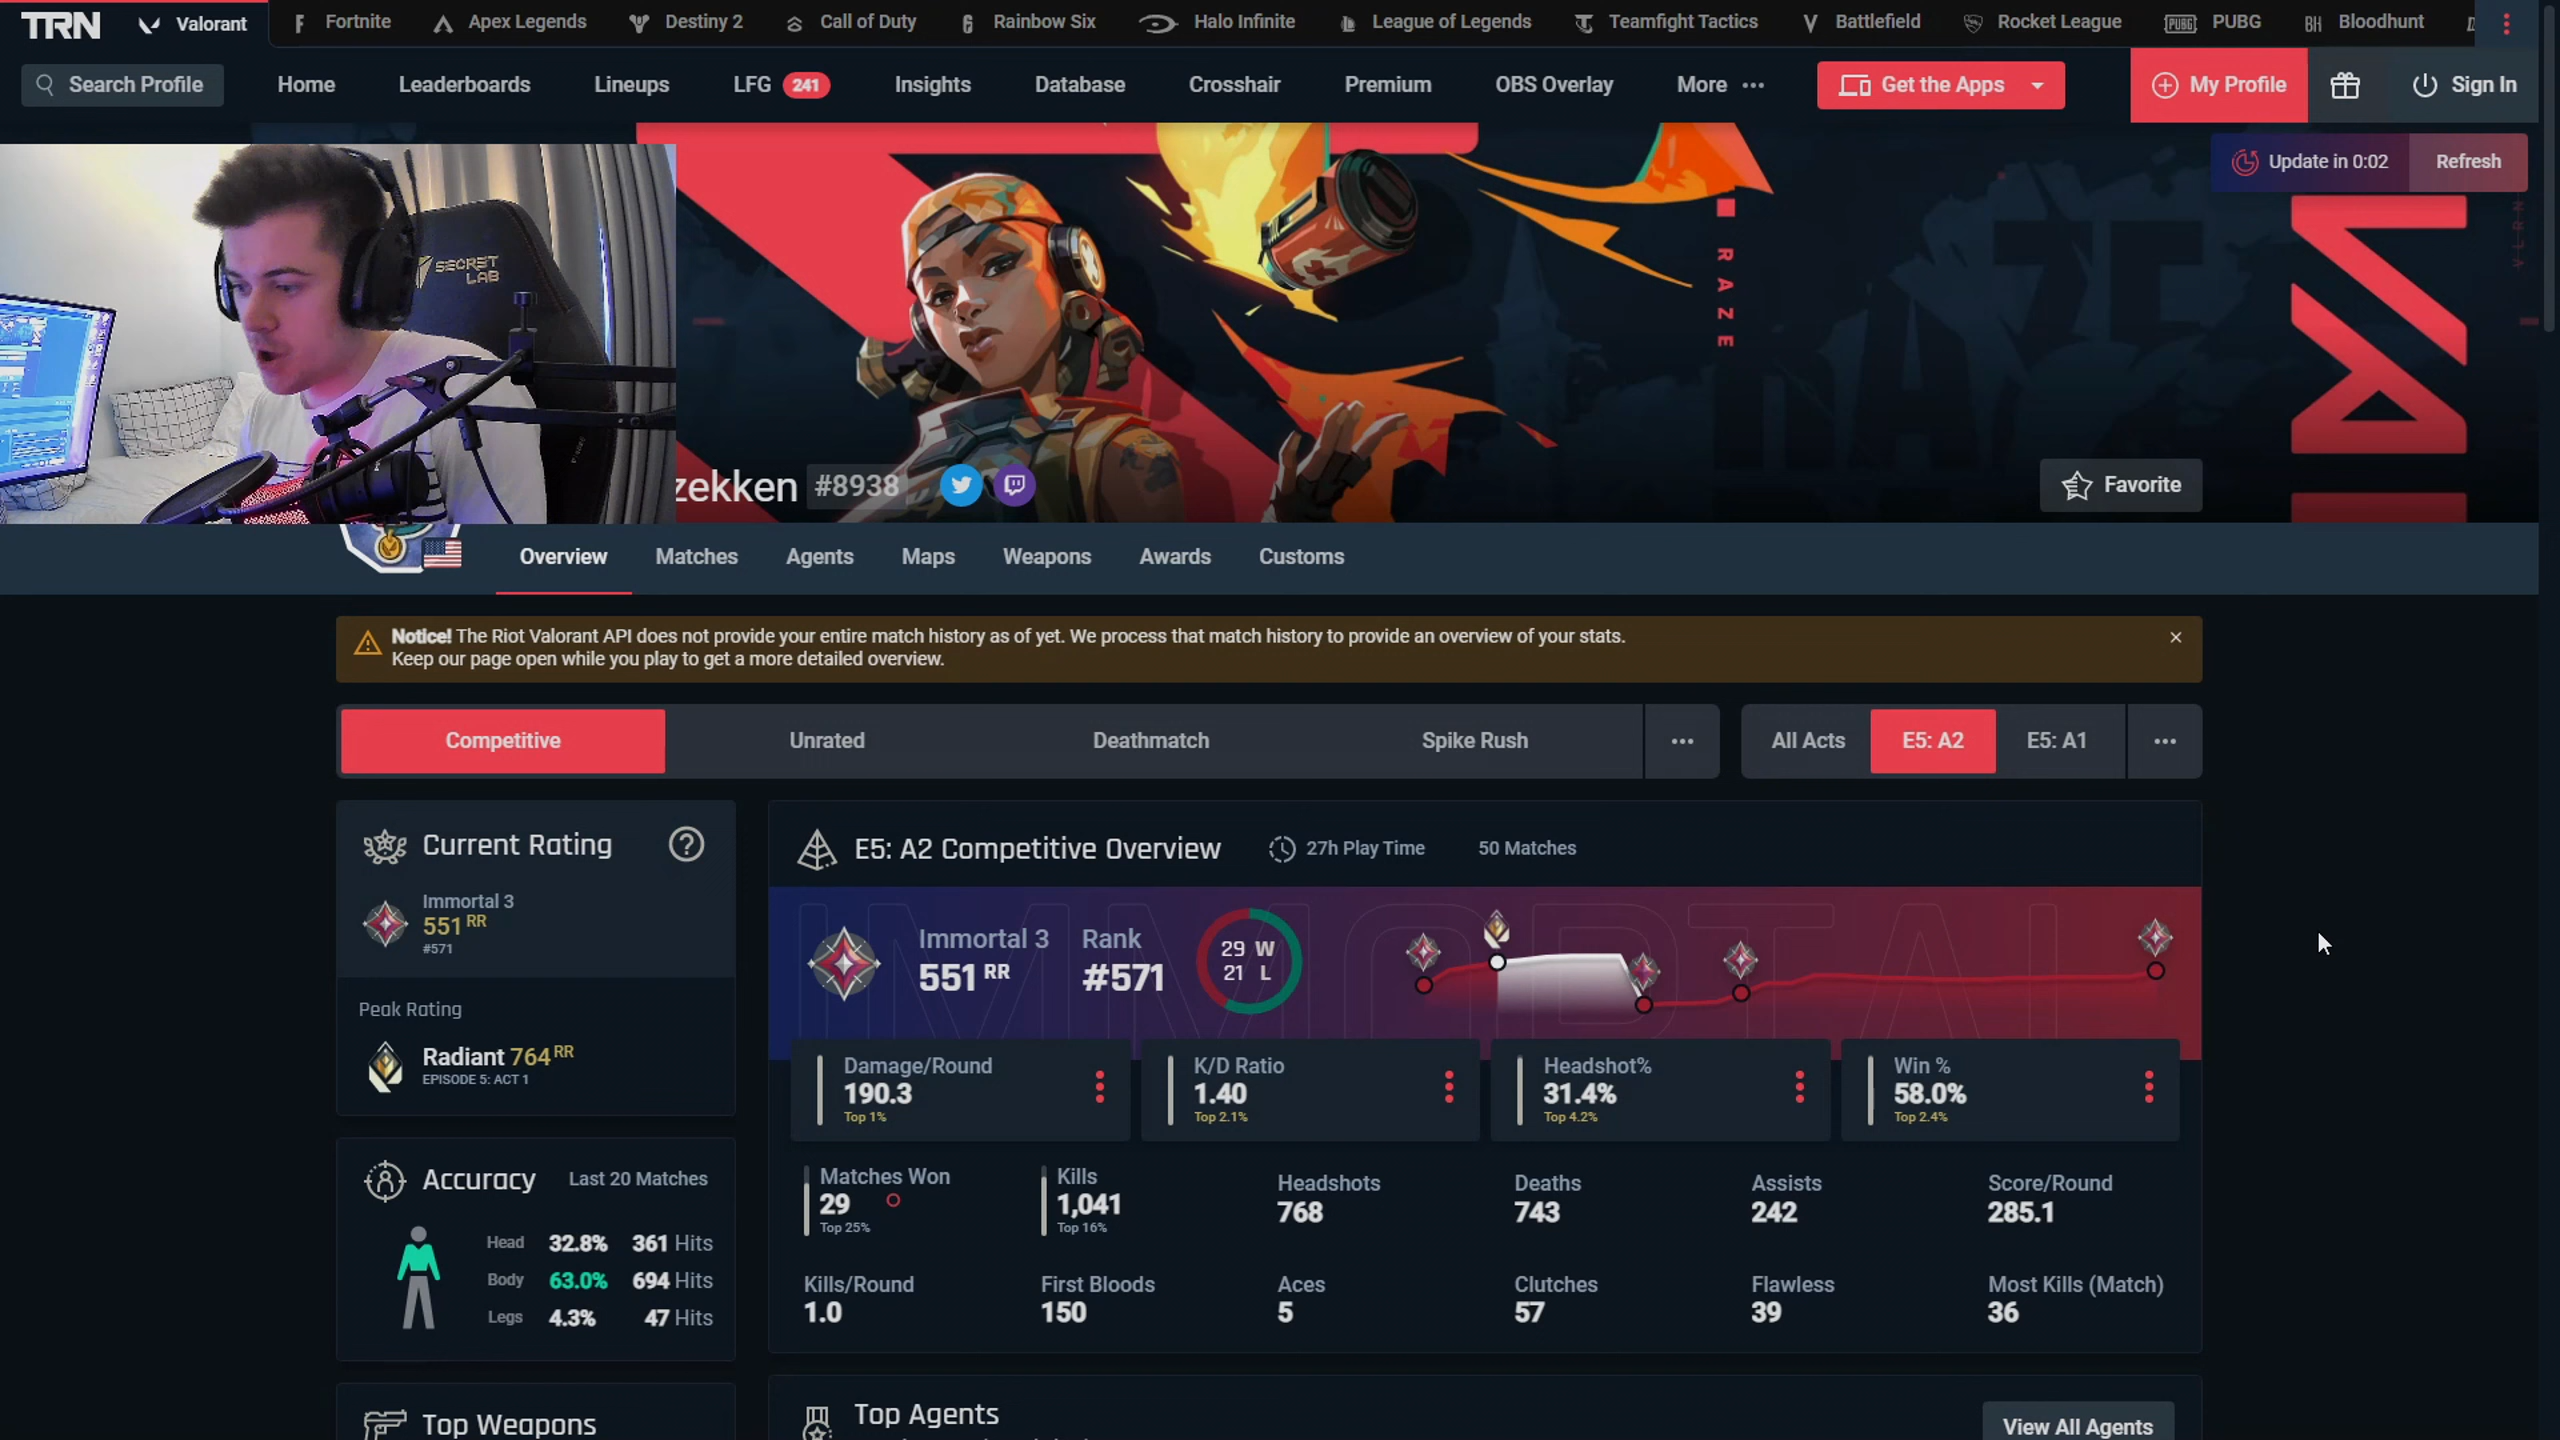 TRN Valorant Fortnite Apex Legends Destiny 2 Call of Duty Rainbow Six Halo Infinite League of Legends Teamfight Tactics Battlefield Rocket League PUBG PUBG BH Bloodhunt
Search Profile Home Leaderboards Lineups LFG 241 Insights Database Crosshair Premium OBS Overlay More ••• Get the Apps My Profile Sign In
Update in 0:02 Refresh
SECRET
LAB
RAZE
zekken #8938
Favorite
Overview Matches Agents Maps Weapons Awards Customs
Notice! The Riot Valorant API does not provide your entire match history as of yet. We process that match history to provide an overview of your stats.
Keep our page open while you play to get a more detailed overview.
Competitive Unrated Deathmatch Spike Rush ••• All Acts E5: A2 E5: A1 •••
Current Rating ?
Immortal 3
551 RR
#571
Peak Rating
Radiant 764 RR
EPISODE 5: ACT 1
Accuracy Last 20 Matches
Head 32.8% 361 Hits
Body 63.0% 694 Hits
Legs 4.3% 47 Hits
Top Weapons
E5: A2 Competitive Overview 27h Play Time 50 Matches
IMMORTAL
Immortal 3 Rank
551 RR #571
29 W
21 L
Damage/Round K/D Ratio Headshot% Win %
190.3 1.40 31.4% 58.0%
Top 1% Top 2.1% Top 4.2% Top 2.4%
Matches Won Kills Headshots Deaths Assists Score/Round
29 1,041 768 743 242 285.1
Top 25% Top 16%
Kills/Round First Bloods Aces Clutches Flawless Most Kills (Match)
1.0 150 5 57 39 36
Top Agents View All Agents